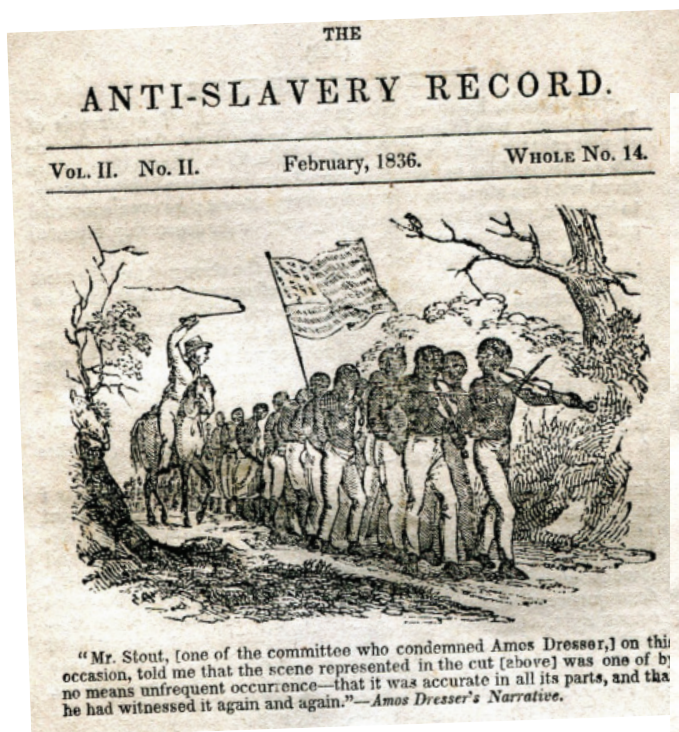 THE
ANTI-SLAVERY RECORD.
VOL. II. No. II. February, 1836. WHOLE No. 14.
"Mr. Stout, [one of the committee who condemned Amos Dresser,] on this
occasion, told me that the scene represented in the cut [above] was one of by
no means unfrequent occurrence—that it was accurate in all its parts, and that
he had witnessed it again and again."—Amos Dresser's Narrative.